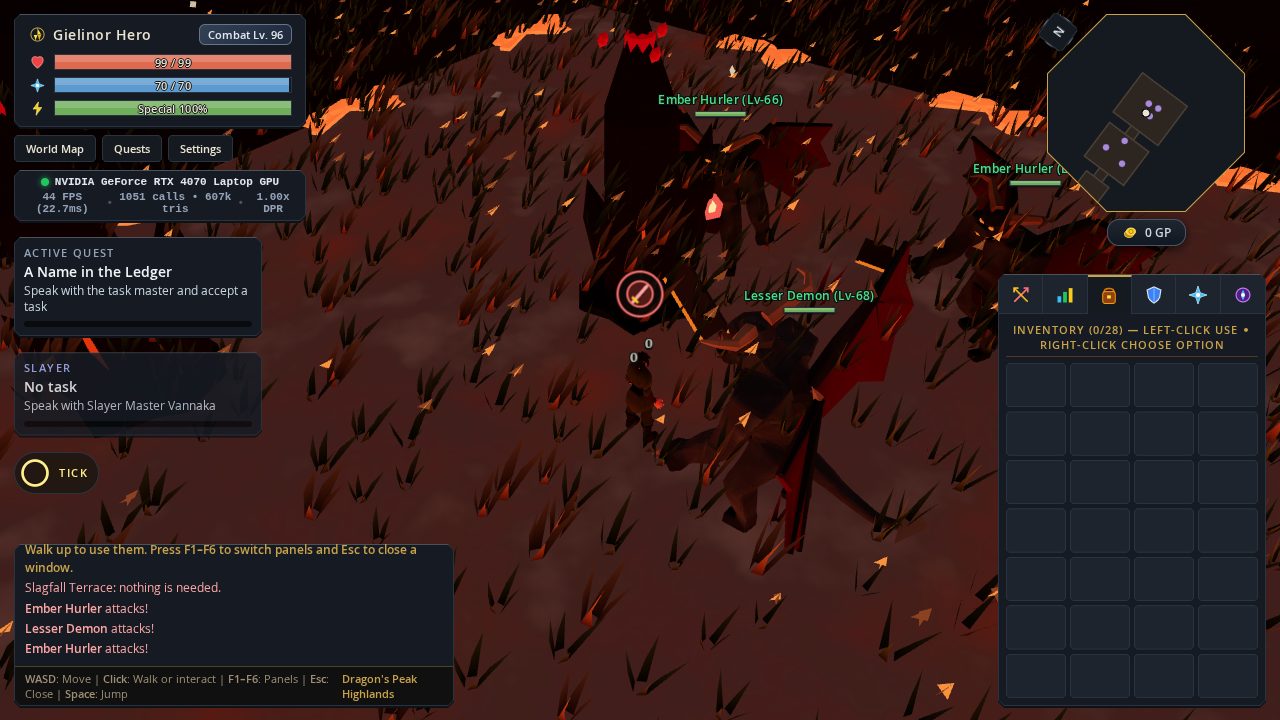 Gielinor Hero
Combat Lv. 96
99 / 99
70 / 70
Special 100%
World Map
Quests
Settings
NVIDIA GeForce RTX 4070 Laptop GPU
44 FPS (22.7ms) • 1051 calls • 607k tris • 1.00x DPR
ACTIVE QUEST
A Name in the Ledger
Speak with the task master and accept a
task
SLAYER
No task
Speak with Slayer Master Vannaka
TICK
Walk up to use them. Press F1–F6 to switch panels and Esc to close a
window.
Slagfall Terrace: nothing is needed.
Ember Hurler attacks!
Lesser Demon attacks!
Ember Hurler attacks!
WASD: Move | Click: Walk or interact | F1–F6: Panels | Esc:
Close | Space: Jump
Dragon's Peak
Highlands
Ember Hurler (Lv-66)
Ember Hurler (L
Lesser Demon (Lv-68)
0
0
N
0 GP
INVENTORY (0/28) — LEFT-CLICK USE •
RIGHT-CLICK CHOOSE OPTION